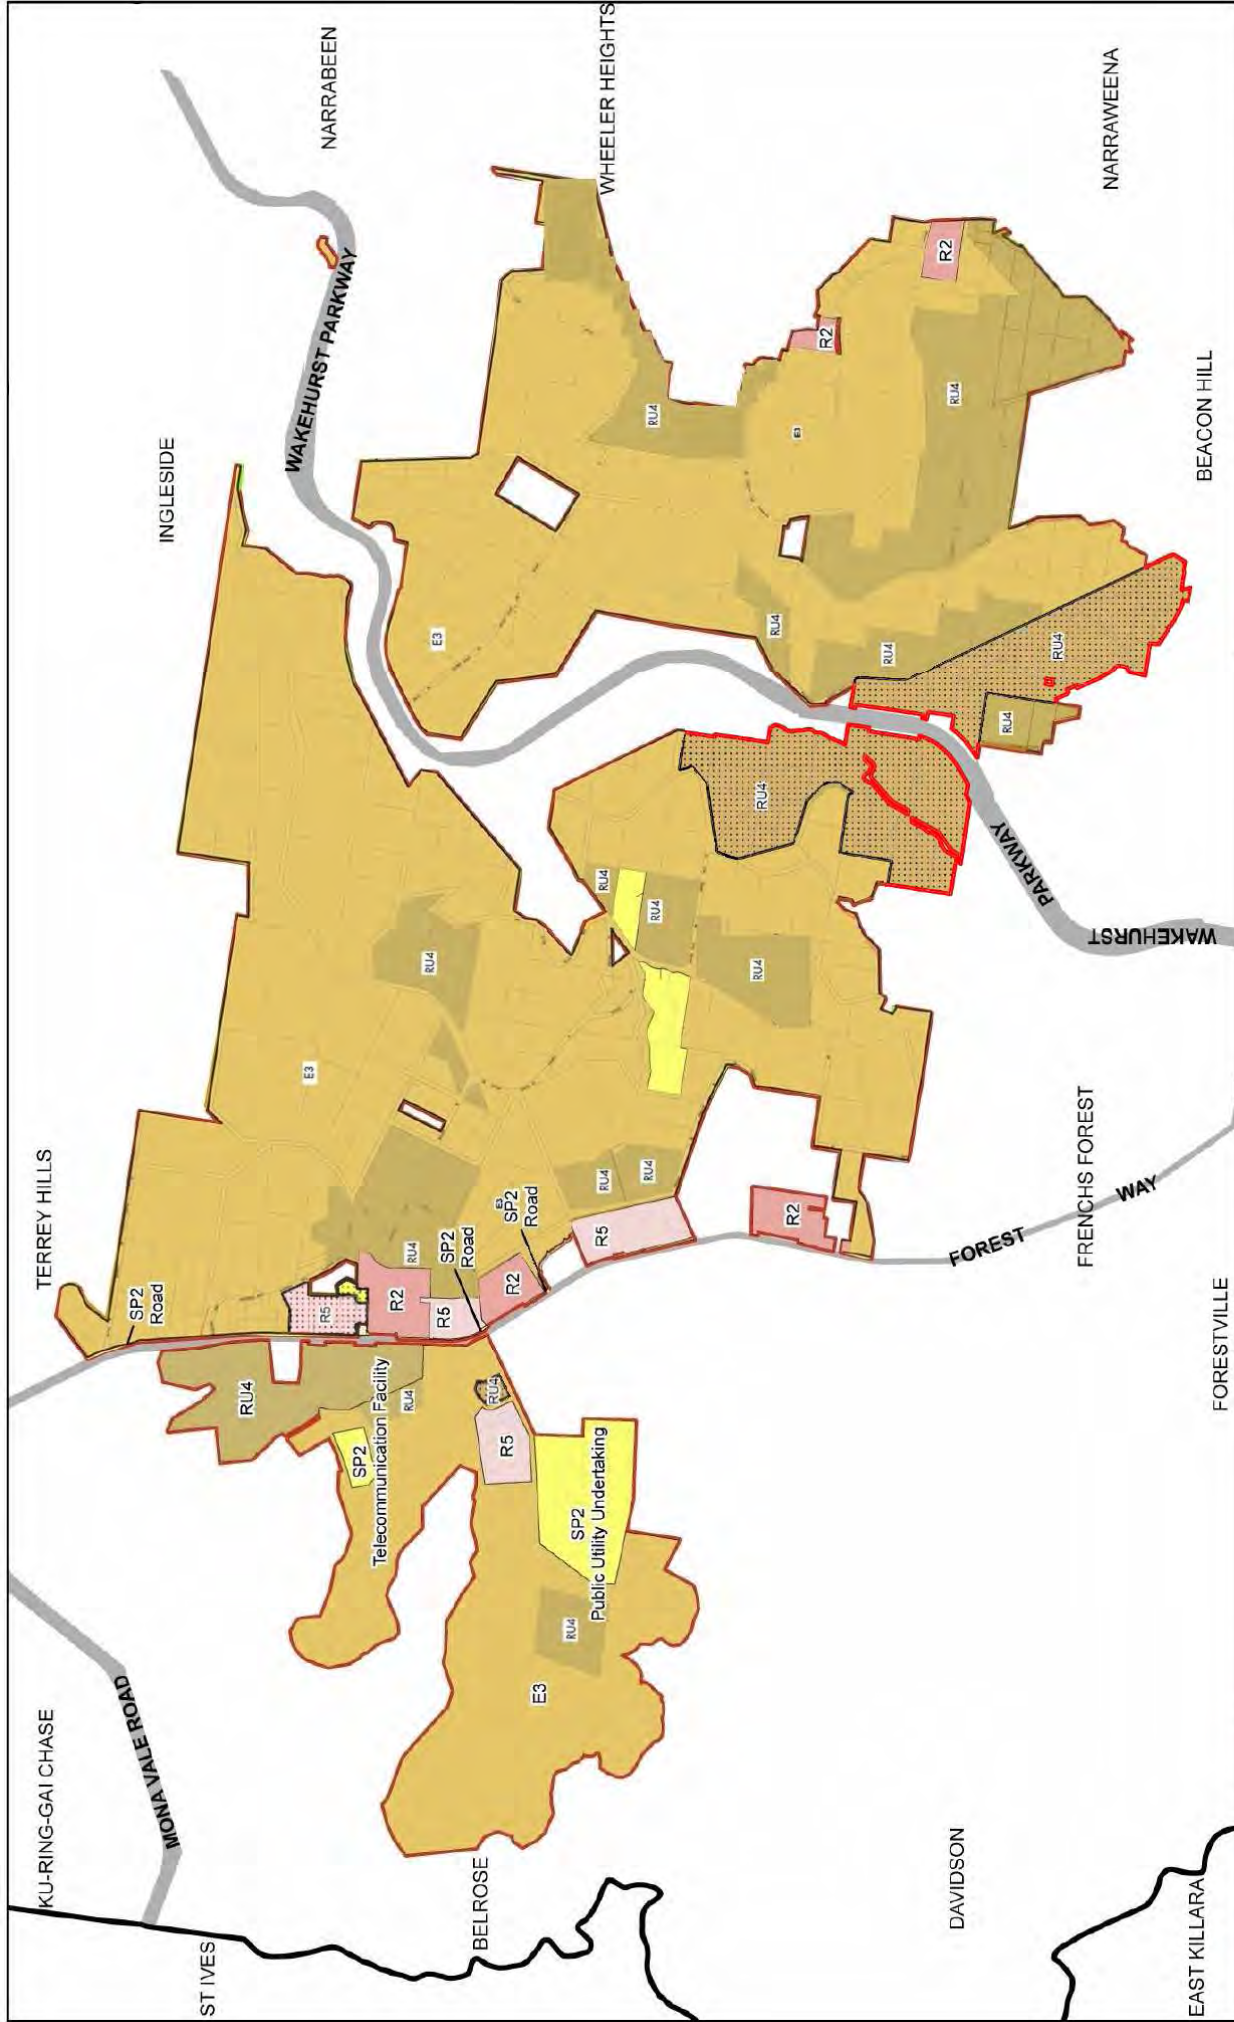 KU-RING-GAI CHASE
MONA VALE ROAD
ST IVES
TERREY HILLS
SP2
Road
INGLESIDE
NARRABEEN
WAKEHURST PARKWAY
WHEELER HEIGHTS
E3
E3
RU4
SP2
Telecommunication Facility
RU4
R5
R2
RU4
R5
SP2
Road
R2
E3
SP2
Road
RU4
R5
RU4
RU4
R5
RU4
RU4
RU4
RU4
RU4
RU4
E3
R2
R2
RU4
RU4
RU4
RU4
RU4
RU4
SP2
Public Utility Undertaking
RU4
E3
R2
BELROSE
FOREST
WAY
WAKEHURST
PARKWAY
NARRAWEENA
BEACON HILL
FRENCHS FOREST
FORESTVILLE
DAVIDSON
EAST KILLARA